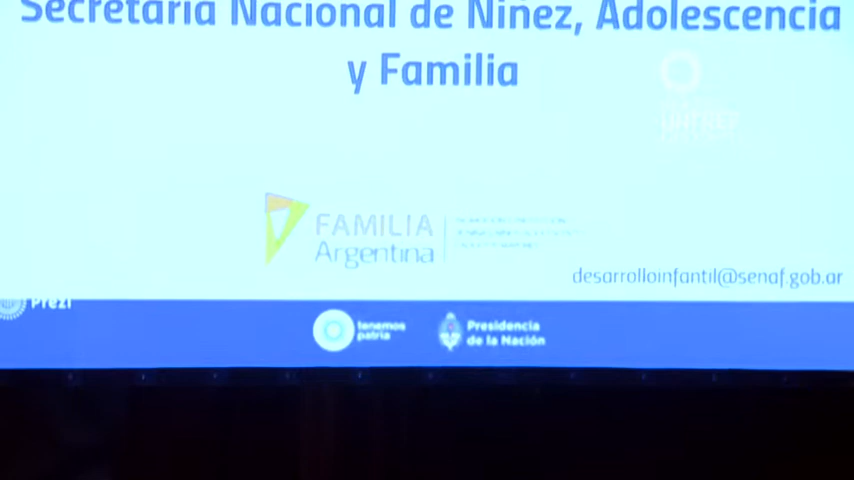 Secretaría Nacional de Niñez, Adolescencia
y Familia
FAMILIA
Argentina
desarrolloinfantil@senaf.gob.ar
Prezi
tenemos
patria
Presidencia
de la Nación